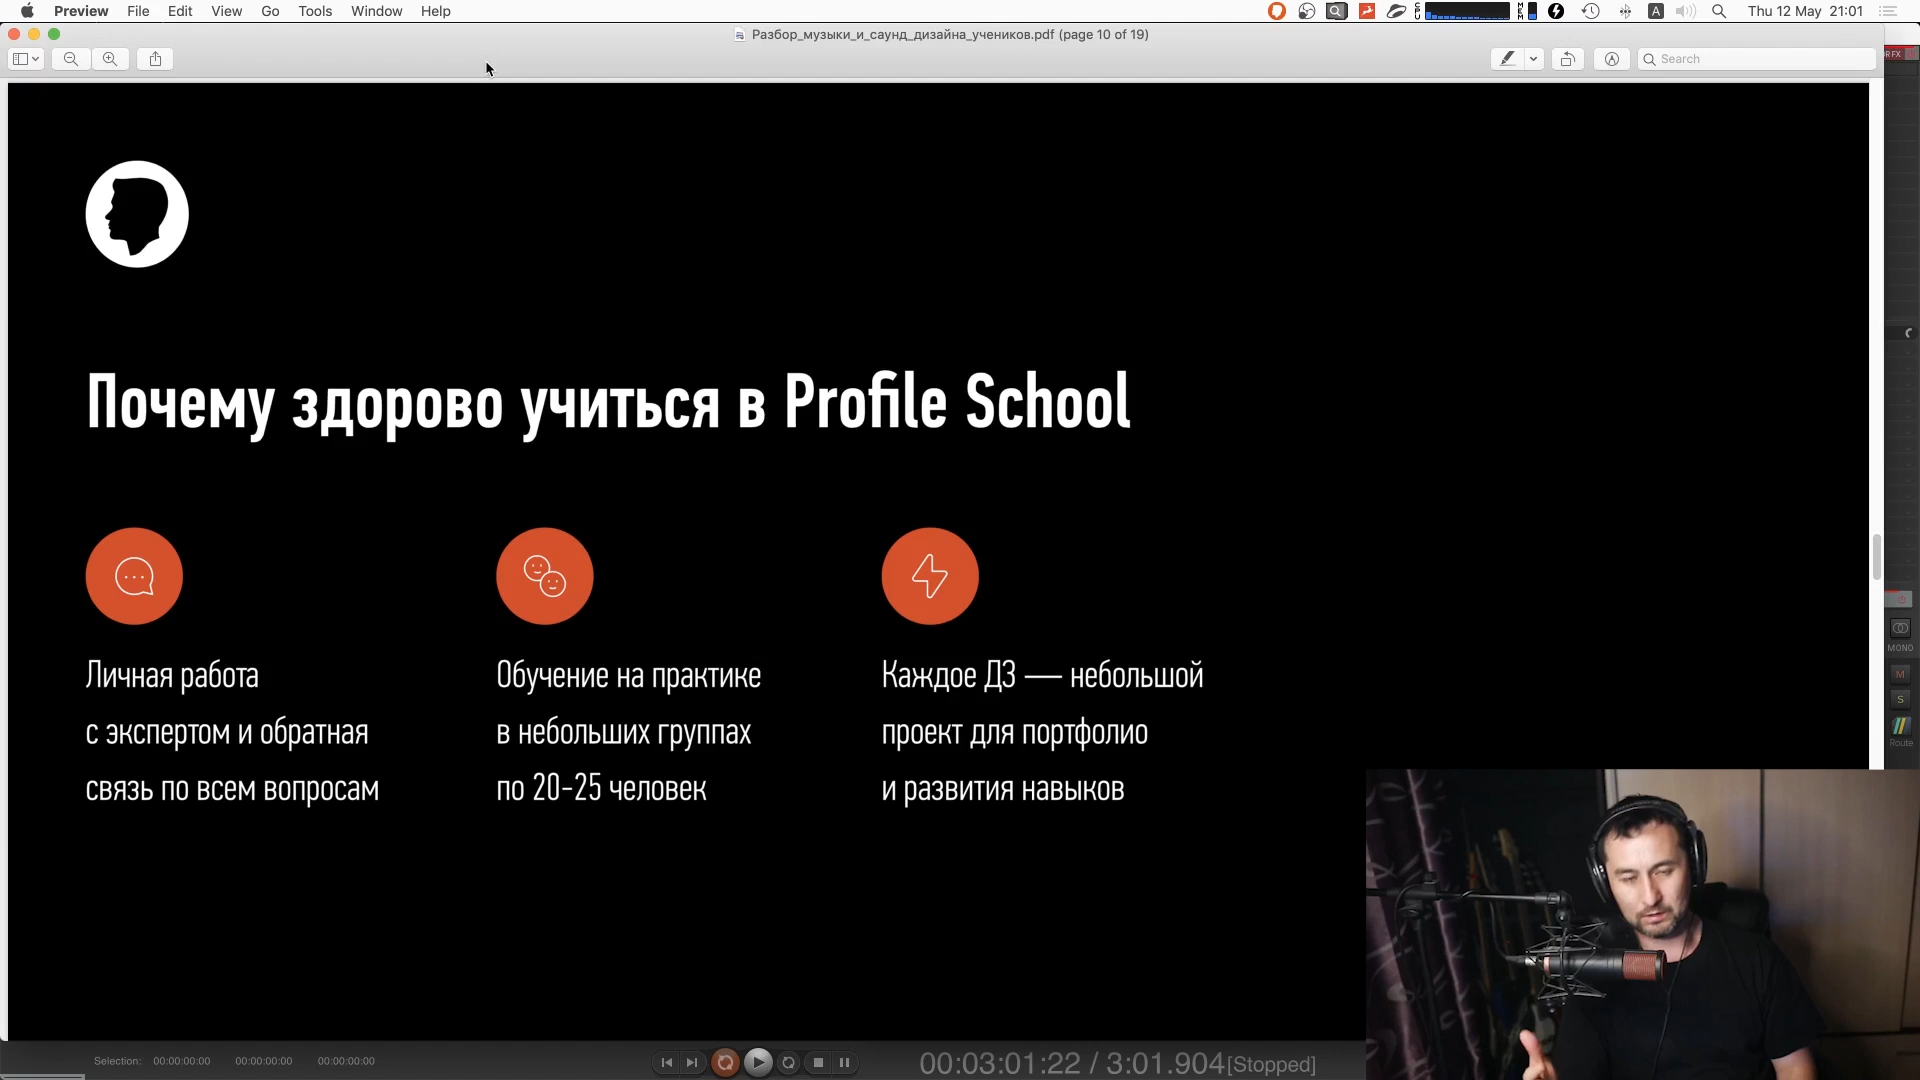 Preview File Edit View Go Tools Window Help
A Thu 12 May 21:01
Разбор_музыки_и_саунд_дизайна_учеников.pdf (page 10 of 19)
Search
Почему здорово учиться в Profile School
Личная работа
с экспертом и обратная
связь по всем вопросам
Обучение на практике
в небольших группах
по 20-25 человек
Каждое ДЗ — небольшой
проект для портфолио
и развития навыков
MONO
M
S
Route
Selection: 00:00:00:00 00:00:00:00 00:00:00:00
00:03:01:22 / 3:01.904 [Stopped]